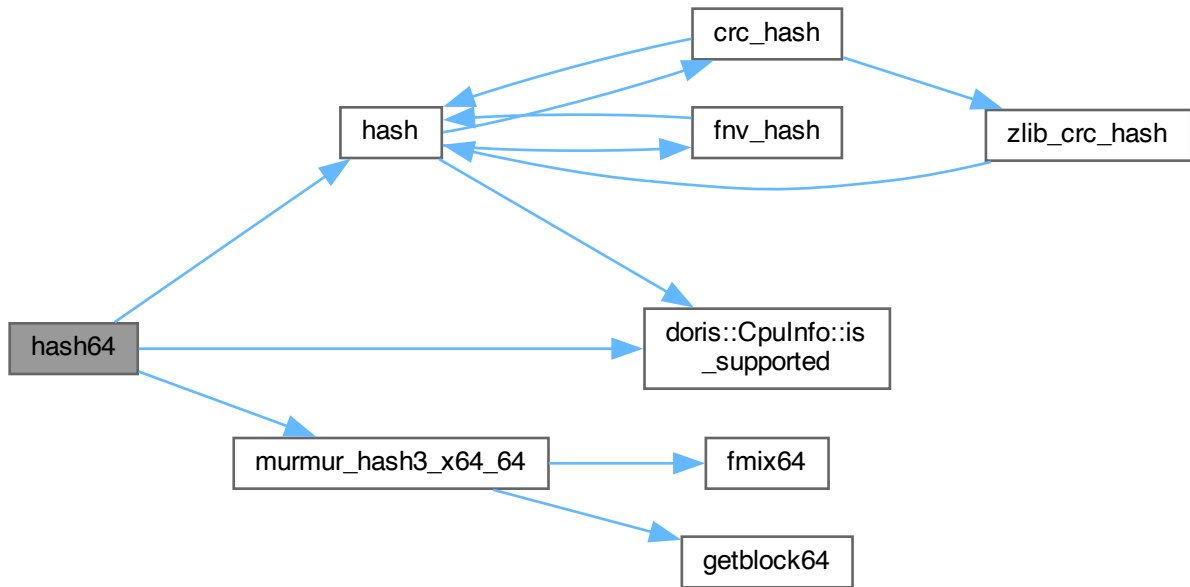 crc_hash
hash
fnv_hash
zlib_crc_hash
hash64
doris::CpuInfo::is
_supported
murmur_hash3_x64_64
fmix64
getblock64